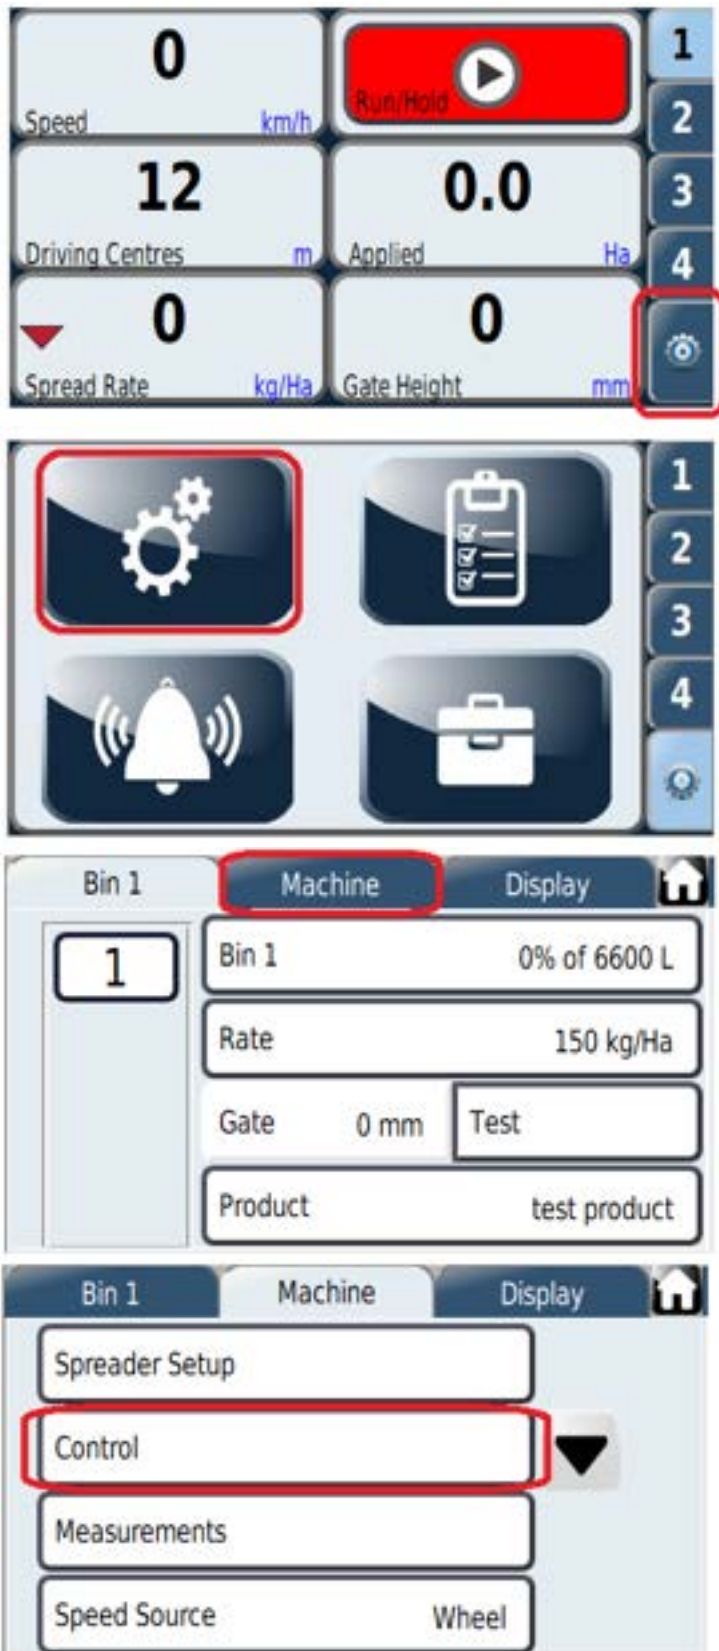 0
Speed km/h
Run/Hold
1
2
12
Driving Centres m
0.0
Applied Ha
3
4
0
Spread Rate kg/Ha
0
Gate Height mm
1
2
3
4
Bin 1 Machine Display
1
Bin 1 0% of 6600 L
Rate 150 kg/Ha
Gate 0 mm Test
Product test product
Bin 1 Machine Display
Spreader Setup
Control
Measurements
Speed Source Wheel